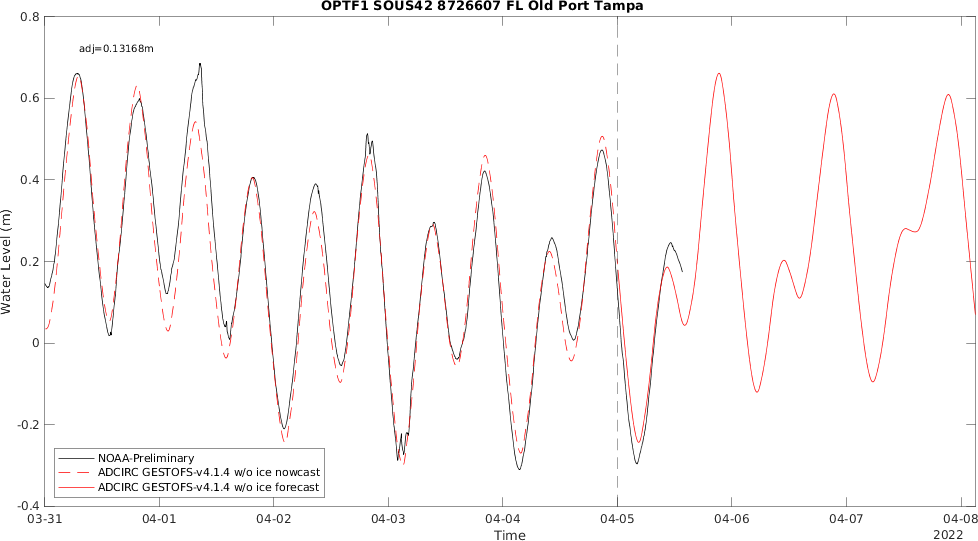 OPTF1 SOUS42 8726607 FL Old Port Tampa
adj=0.13168m
0.8
0.6
0.4
0.2
0
-0.2
-0.4
Water Level (m)
NOAA-Preliminary
ADCIRC GESTOFS-v4.1.4 w/o ice nowcast
ADCIRC GESTOFS-v4.1.4 w/o ice forecast
03-31 04-01 04-02 04-03 04-04 04-05 04-06 04-07 04-08
Time 2022